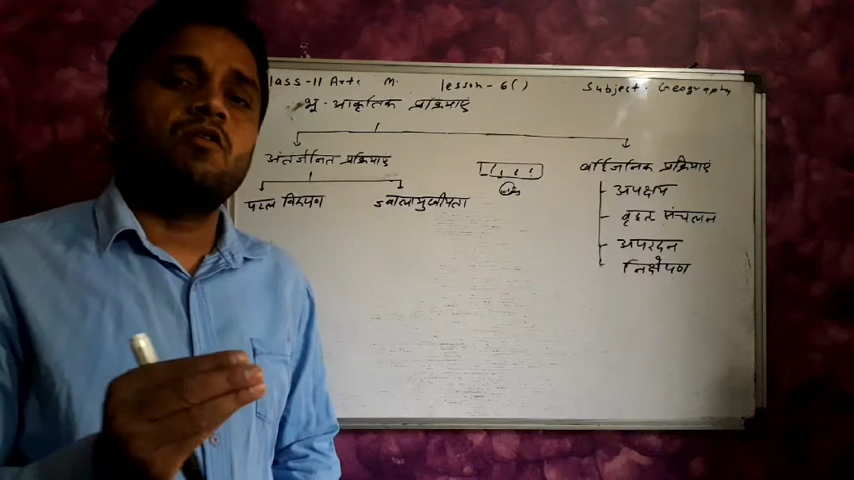 lass-11 Arts M. lesson-6() Subject - Geography
भू-आकृतिक प्रक्रियाएं
अंतर्जनित प्रक्रियाएं
पटल विरूपण ज्वालामुखीयता
बर्हिजनिक प्रक्रियाएं
अपक्षय
वृहत संचलन
अपरदन
निक्षेपण